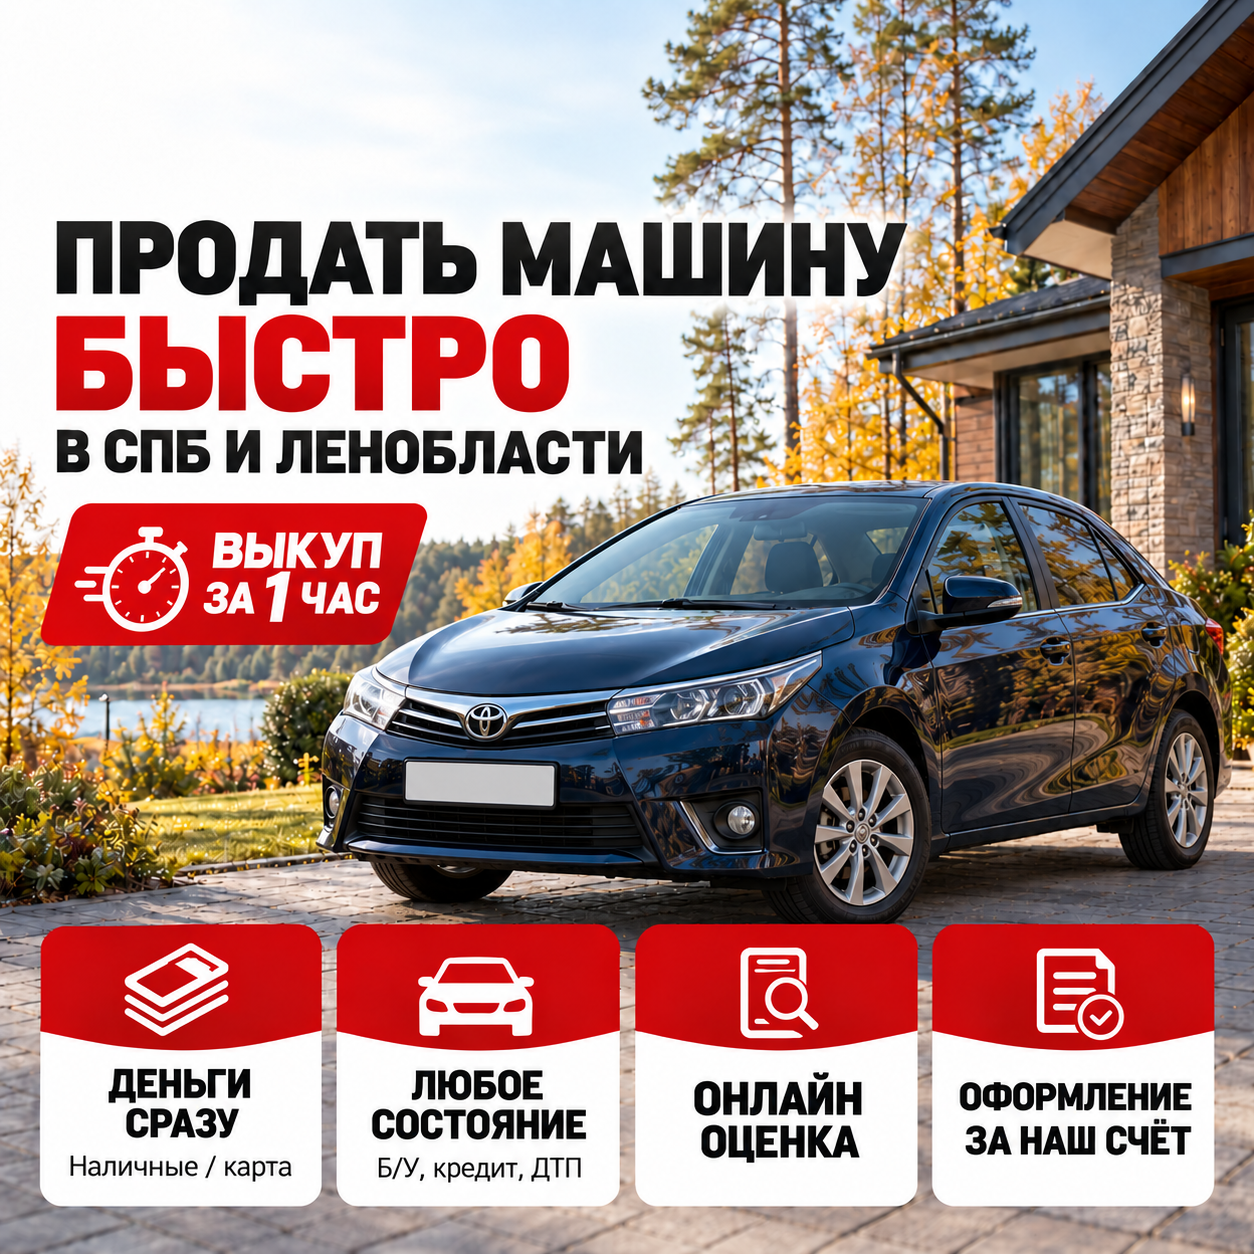 ПРОДАТЬ МАШИНУ
БЫСТРО
В СПБ И ЛЕНОБЛАСТИ
ВЫКУП
ЗА 1 ЧАС
ДЕНЬГИ
СРАЗУ
Наличные / карта
ЛЮБОЕ
СОСТОЯНИЕ
Б/У, кредит, ДТП
ОНЛАЙН
ОЦЕНКА
ОФОРМЛЕНИЕ
ЗА НАШ СЧЁТ